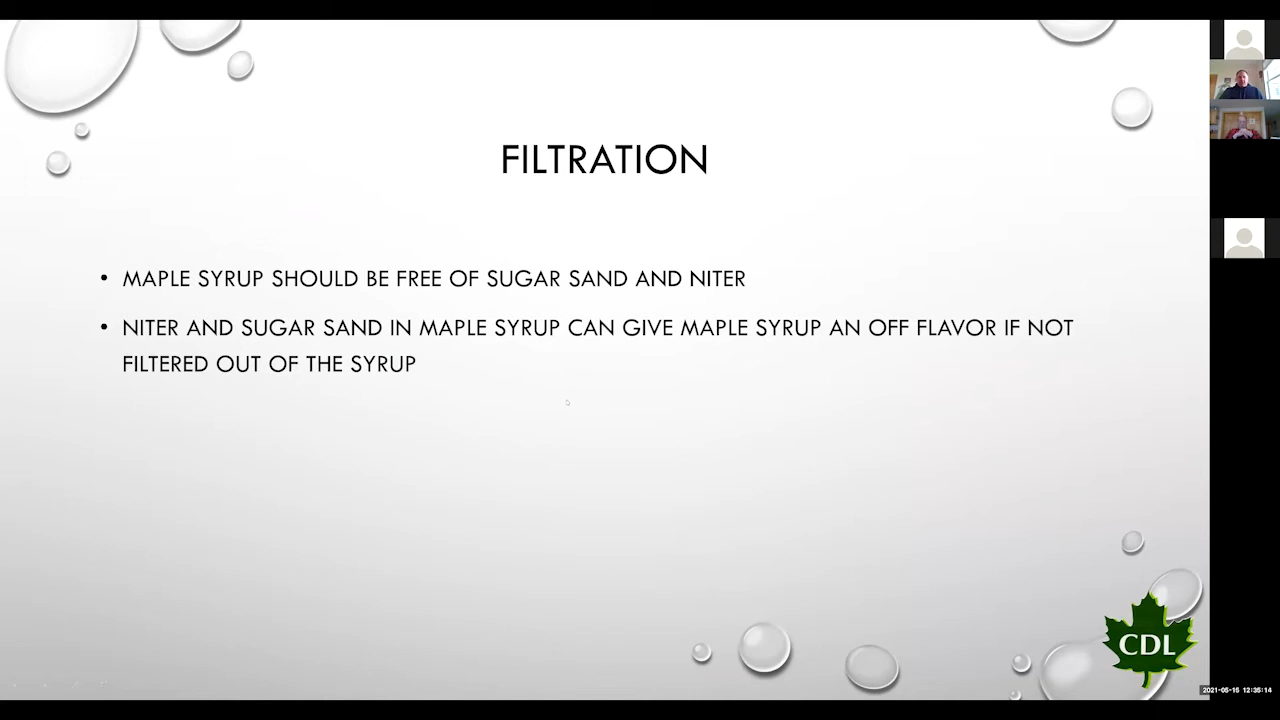 FILTRATION
• MAPLE SYRUP SHOULD BE FREE OF SUGAR SAND AND NITER
• NITER AND SUGAR SAND IN MAPLE SYRUP CAN GIVE MAPLE SYRUP AN OFF FLAVOR IF NOT
FILTERED OUT OF THE SYRUP
CDL
2021-05-15 12:35:14